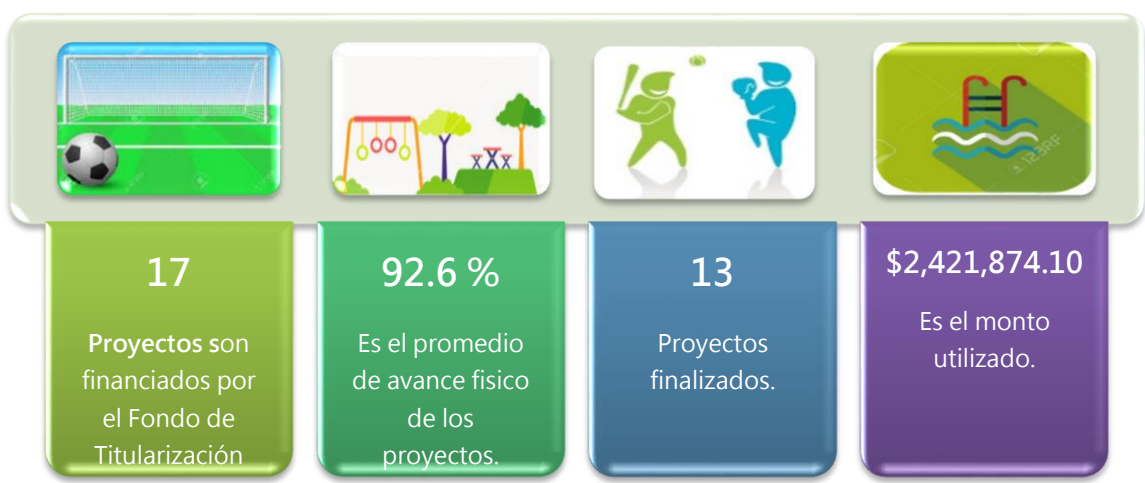 17
Proyectos son
financiados por
el Fondo de
Titularización
92.6 %
Es el promedio
de avance fisico
de los
proyectos.
13
Proyectos
finalizados.
$2,421,874.10
Es el monto
utilizado.
123RF